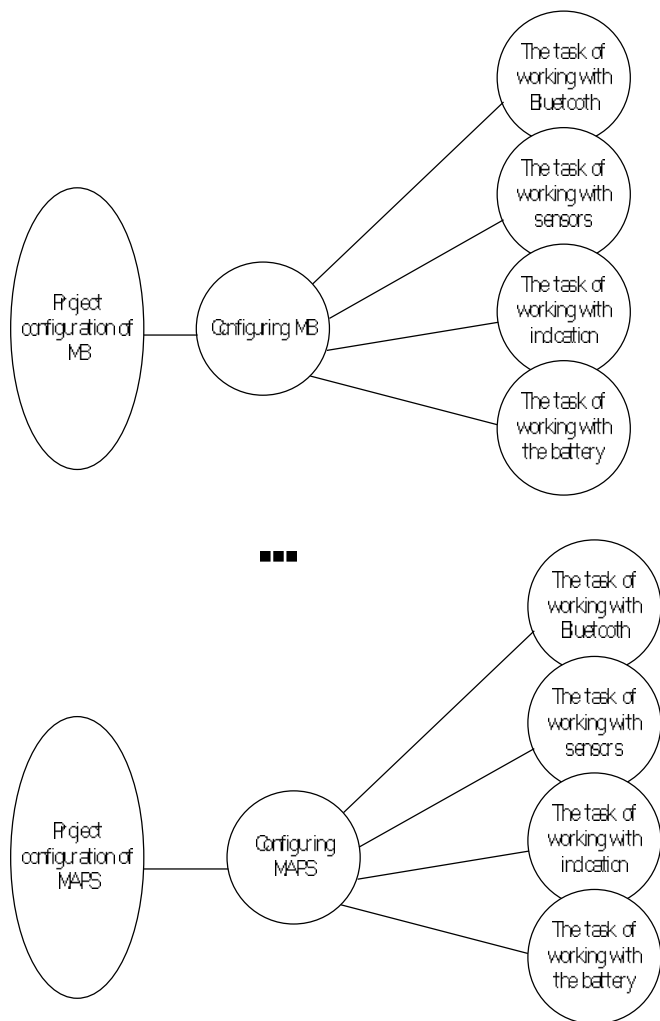 The task of
working with
Bluetooth
The task of
working with
sensors
The task of
working with
indication
The task of
working with
the battery
Project
configuration of
MB
Configuring MB
...
The task of
working with
Bluetooth
The task of
working with
sensors
The task of
working with
indication
The task of
working with
the battery
Project
configuration of
MAPS
Configuring
MAPS